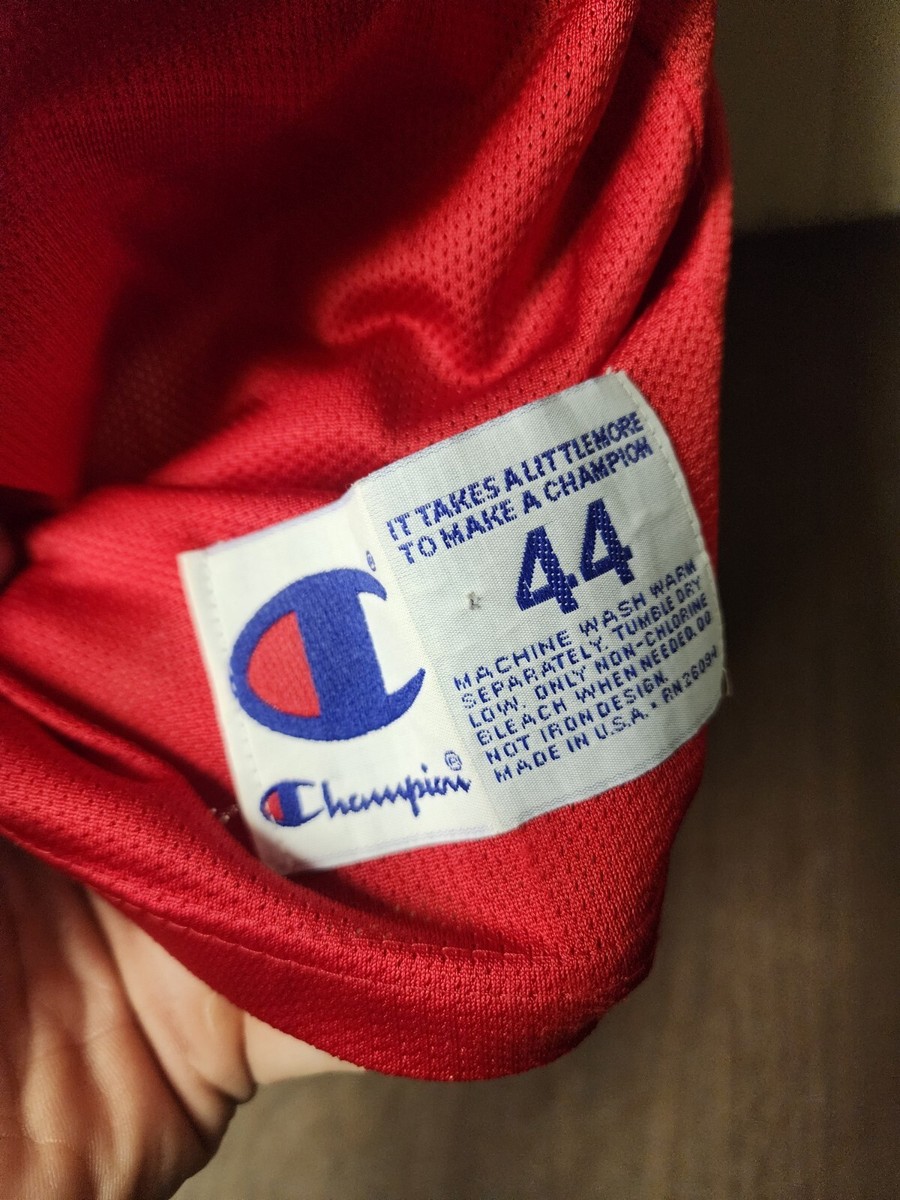 IT TAKES A LITTLE MORE
TO MAKE A CHAMPION
44
MACHINE WASH WARM
SEPARATELY, TUMBLE DRY
LOW. ONLY NON-CHLORINE
BLEACH WHEN NEEDED. DO
NOT IRON DESIGN.
MADE IN U.S.A. • RN 26094
®
Champion®